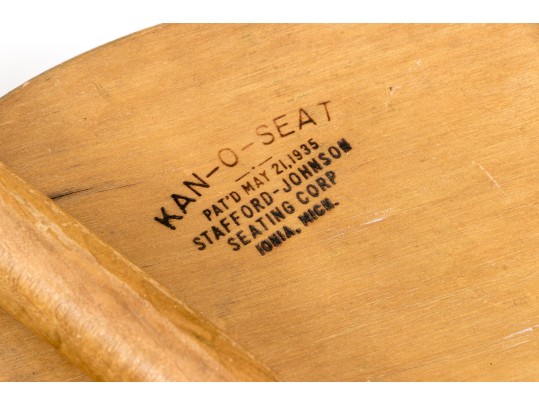 KAN-O-SEAT
PAT'D MAY 21, 1935
STAFFORD-JOHNSON
SEATING CORP
IONIA, MICH.